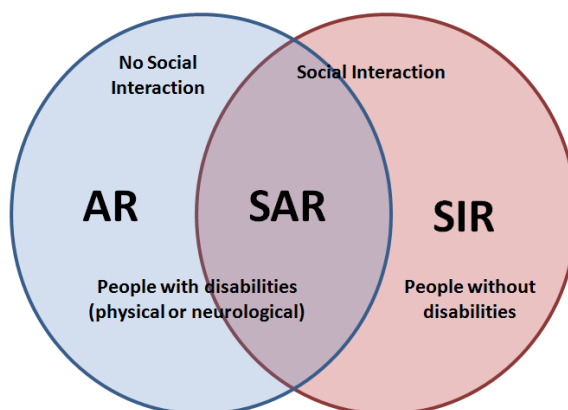 No Social
Interaction
Social Interaction
AR
SAR
SIR
People with disabilities
(physical or neurological)
People without
disabilities